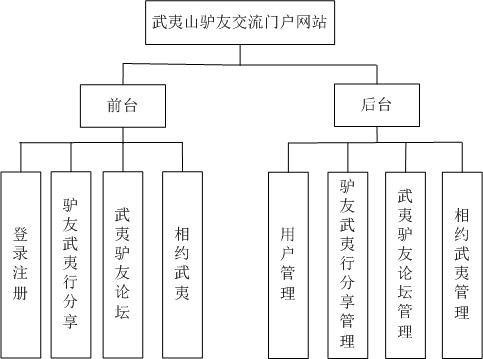 武夷山驴友交流门户网站
前台
后台
登录注册
驴友武夷行分享
武夷驴友论坛
相约武夷
用户管理
驴友武夷行分享管理
武夷驴友论坛管理
相约武夷管理